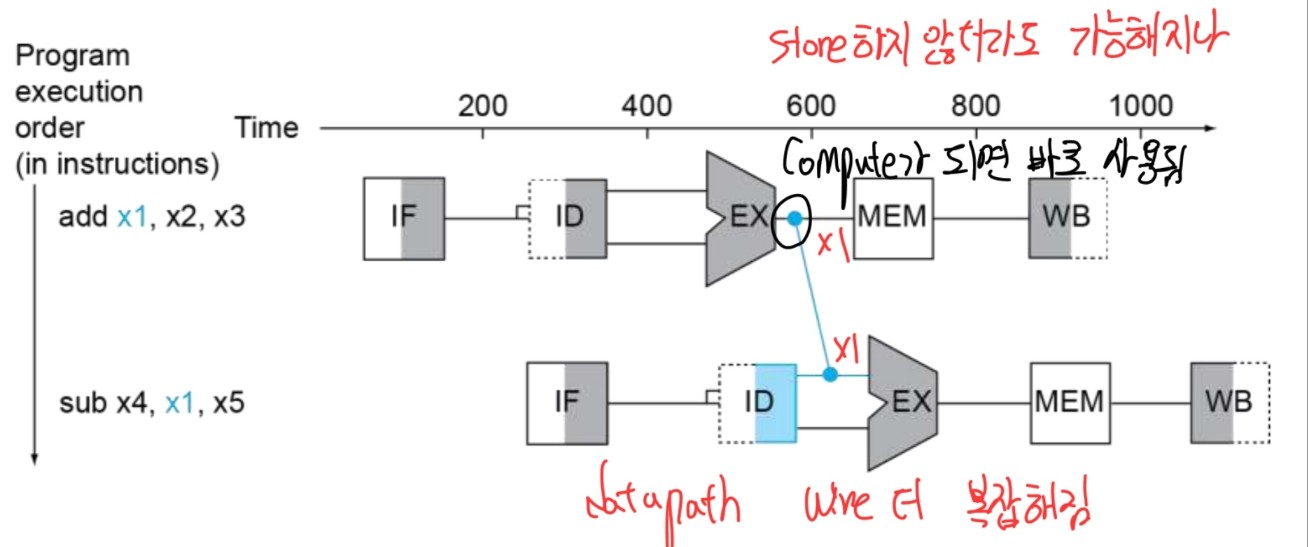 store하지 않더라도 가능해지나
Program
execution
order
(in instructions)
Time
200 400 600 800 1000
compute가 되면 바로 사용됨
add x1, x2, x3
IF ID EX MEM WB
x1
x1
sub x4, x1, x5
IF ID EX MEM WB
datapath wire 더 복잡해짐